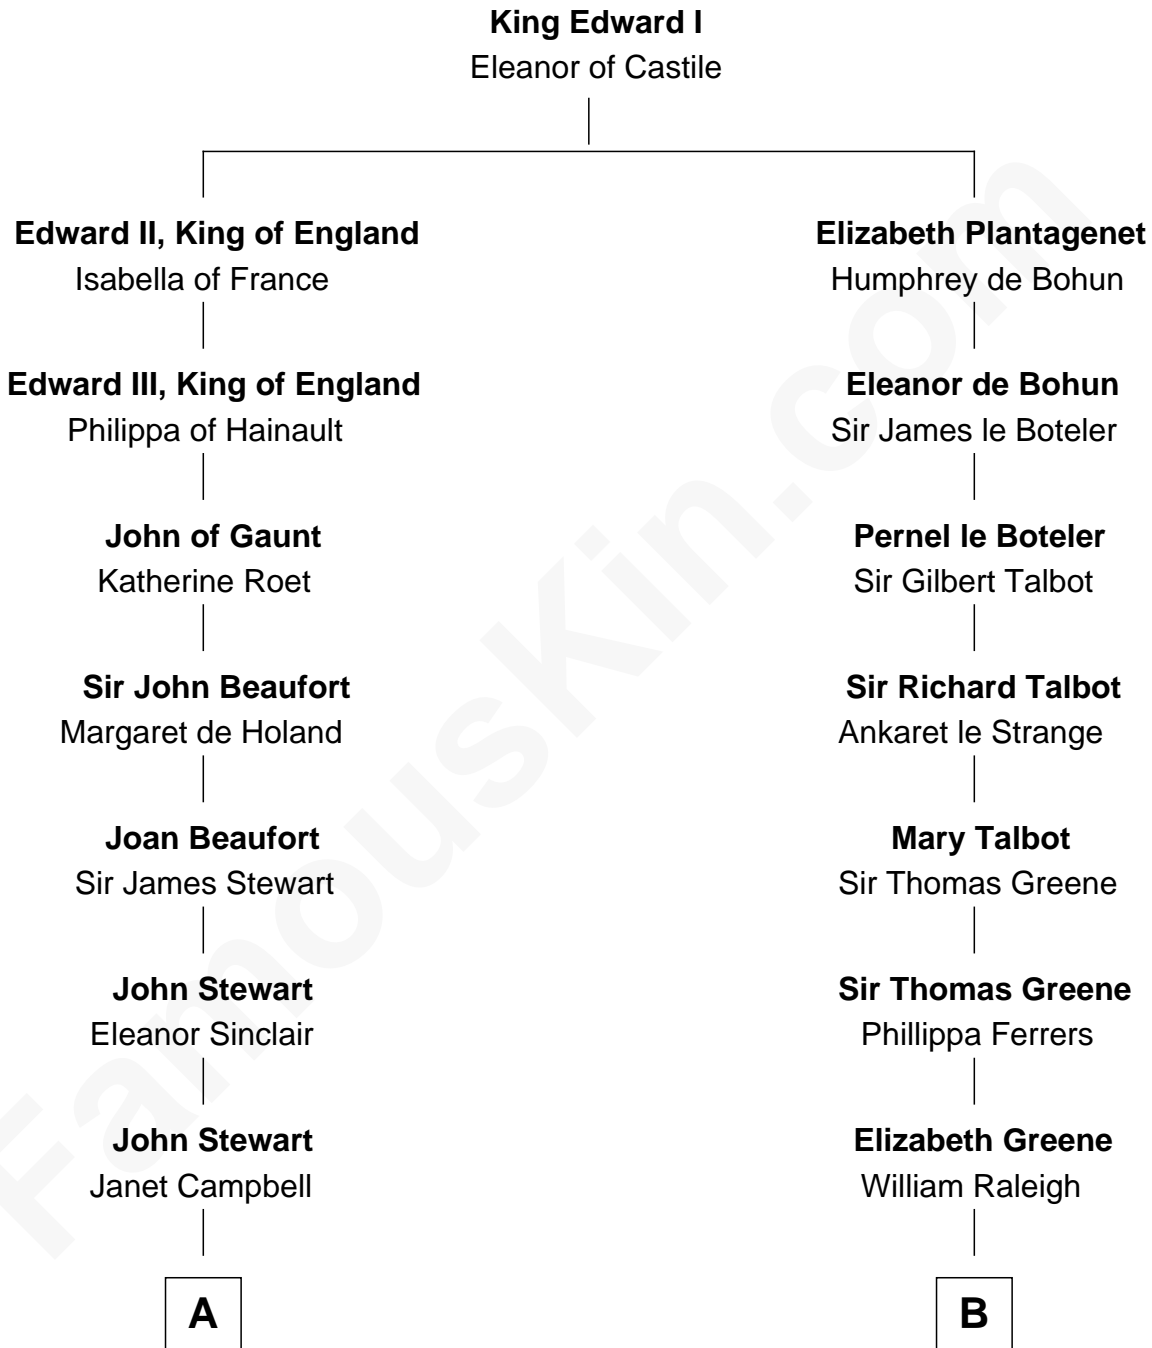 King Edward I
Eleanor of Castile
Edward II, King of England
Isabella of France
Edward III, King of England
Philippa of Hainault
John of Gaunt
Katherine Roet
Sir John Beaufort
Margaret de Holand
Joan Beaufort
Sir James Stewart
John Stewart
Eleanor Sinclair
John Stewart
Janet Campbell
A
Elizabeth Plantagenet
Humphrey de Bohun
Eleanor de Bohun
Sir James le Boteler
Pernel le Boteler
Sir Gilbert Talbot
Sir Richard Talbot
Ankaret le Strange
Mary Talbot
Sir Thomas Greene
Sir Thomas Greene
Phillippa Ferrers
Elizabeth Greene
William Raleigh
B
FamousKin.com